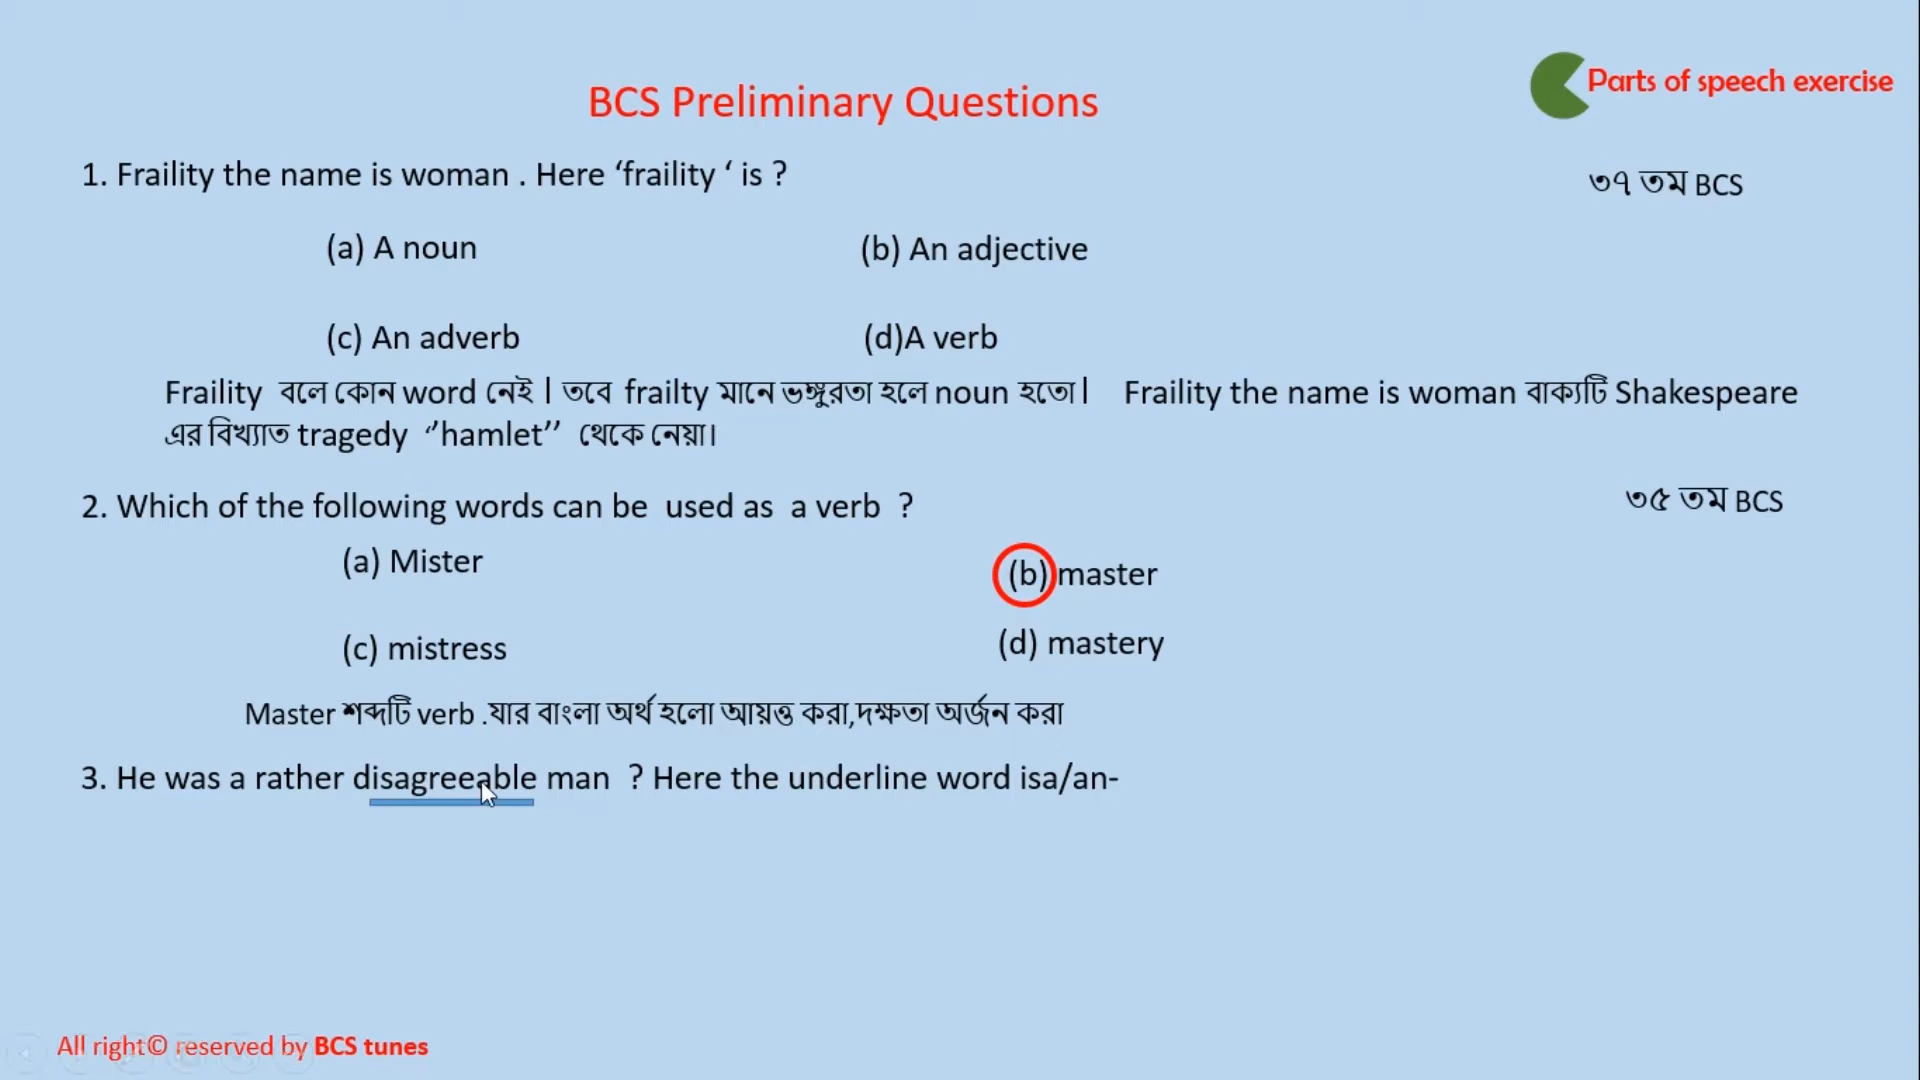 Parts of speech exercise
BCS Preliminary Questions
1. Fraility the name is woman . Here ‘fraility ‘ is ?
৩৭ তম BCS
(a) A noun
(b) An adjective
(c) An adverb
(d)A verb
Fraility বলে কোন word নেই। তবে frailty মানে ভঙ্গুরতা হলে noun হতো। Fraility the name is woman বাক্যটি Shakespeare
এর বিখ্যাত tragedy ‘’hamlet’’ থেকে নেয়া।
2. Which of the following words can be used as a verb ?
৩৫ তম BCS
(a) Mister
(b) master
(c) mistress
(d) mastery
Master শব্দটি verb .যার বাংলা অর্থ হলো আয়ত্ত করা,দক্ষতা অর্জন করা
3. He was a rather disagreeable man ? Here the underline word isa/an-
All right© reserved by BCS tunes